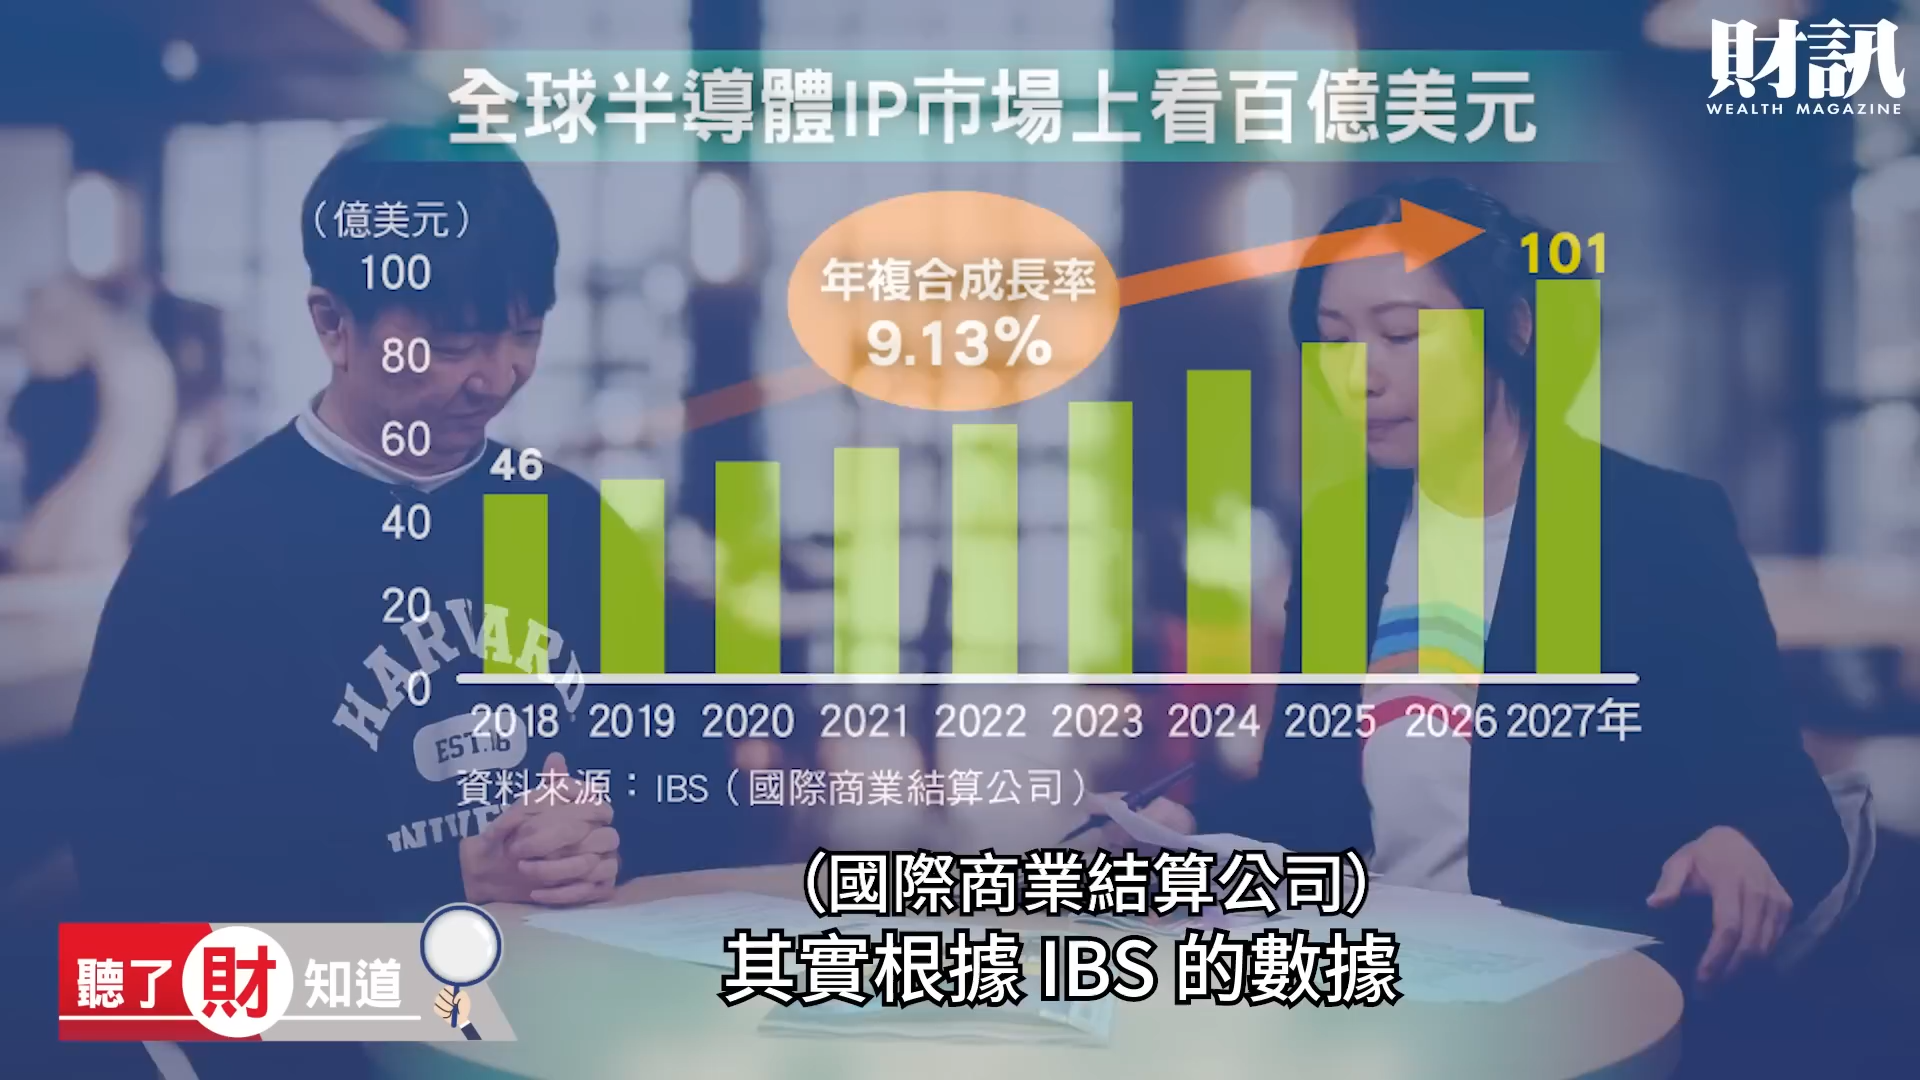 財訊
WEALTH MAGAZINE
全球半導體IP市場上看百億美元
（億美元）
年複合成長率
9.13%
100
80
60
40
20
0
46
101
2018 2019 2020 2021 2022 2023 2024 2025 2026 2027年
資料來源：IBS（國際商業結算公司）
HARVARD
EST.16
（國際商業結算公司）
其實根據 IBS 的數據
聽了財知道